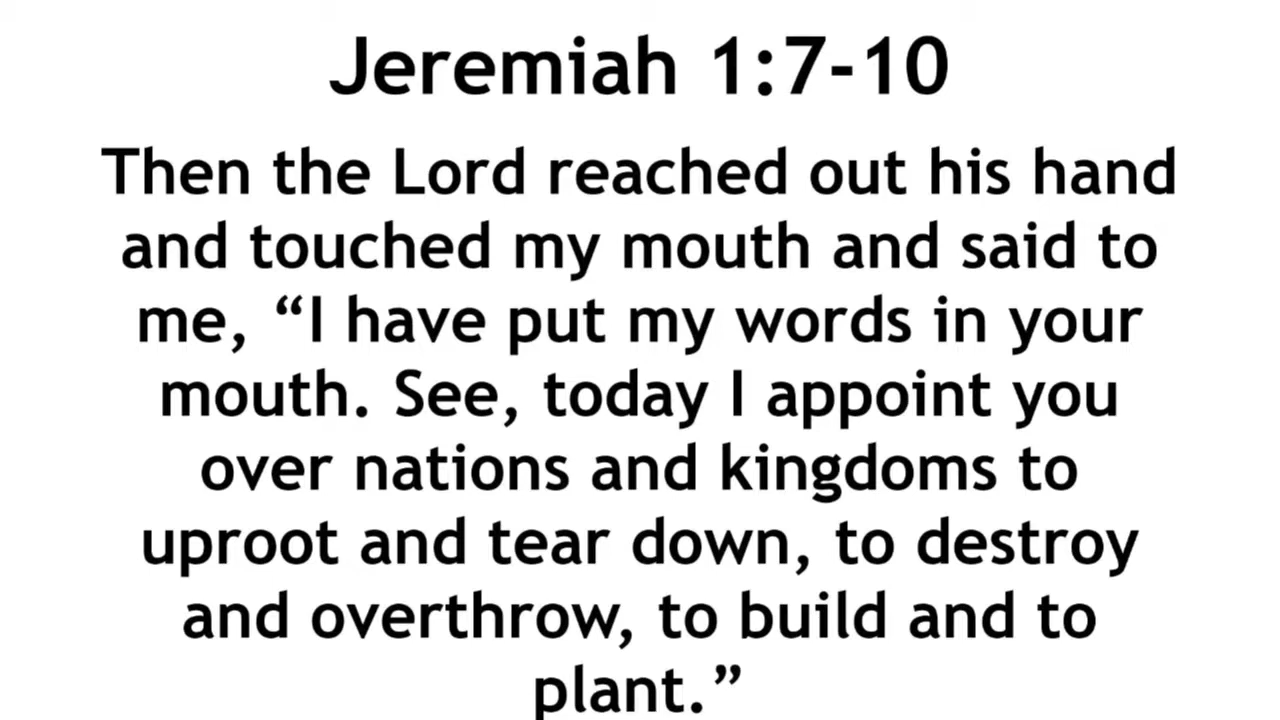 Jeremiah 1:7-10
Then the Lord reached out his hand
and touched my mouth and said to
me, “I have put my words in your
mouth. See, today I appoint you
over nations and kingdoms to
uproot and tear down, to destroy
and overthrow, to build and to
plant.”